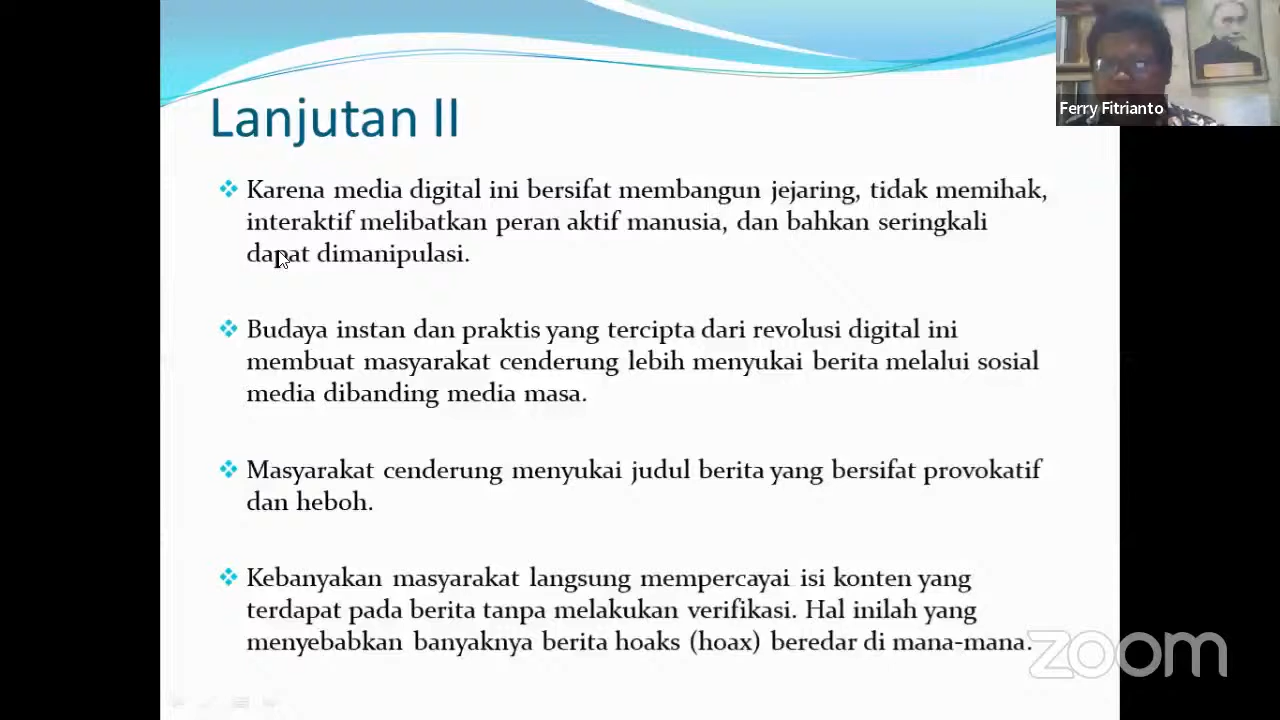 Lanjutan II
Ferry Fitrianto
Karena media digital ini bersifat membangun jejaring, tidak memihak,
interaktif melibatkan peran aktif manusia, dan bahkan seringkali
dapat dimanipulasi.
Budaya instan dan praktis yang tercipta dari revolusi digital ini
membuat masyarakat cenderung lebih menyukai berita melalui sosial
media dibanding media masa.
Masyarakat cenderung menyukai judul berita yang bersifat provokatif
dan heboh.
Kebanyakan masyarakat langsung mempercayai isi konten yang
terdapat pada berita tanpa melakukan verifikasi. Hal inilah yang
menyebabkan banyaknya berita hoaks (hoax) beredar di mana-mana.
zoom